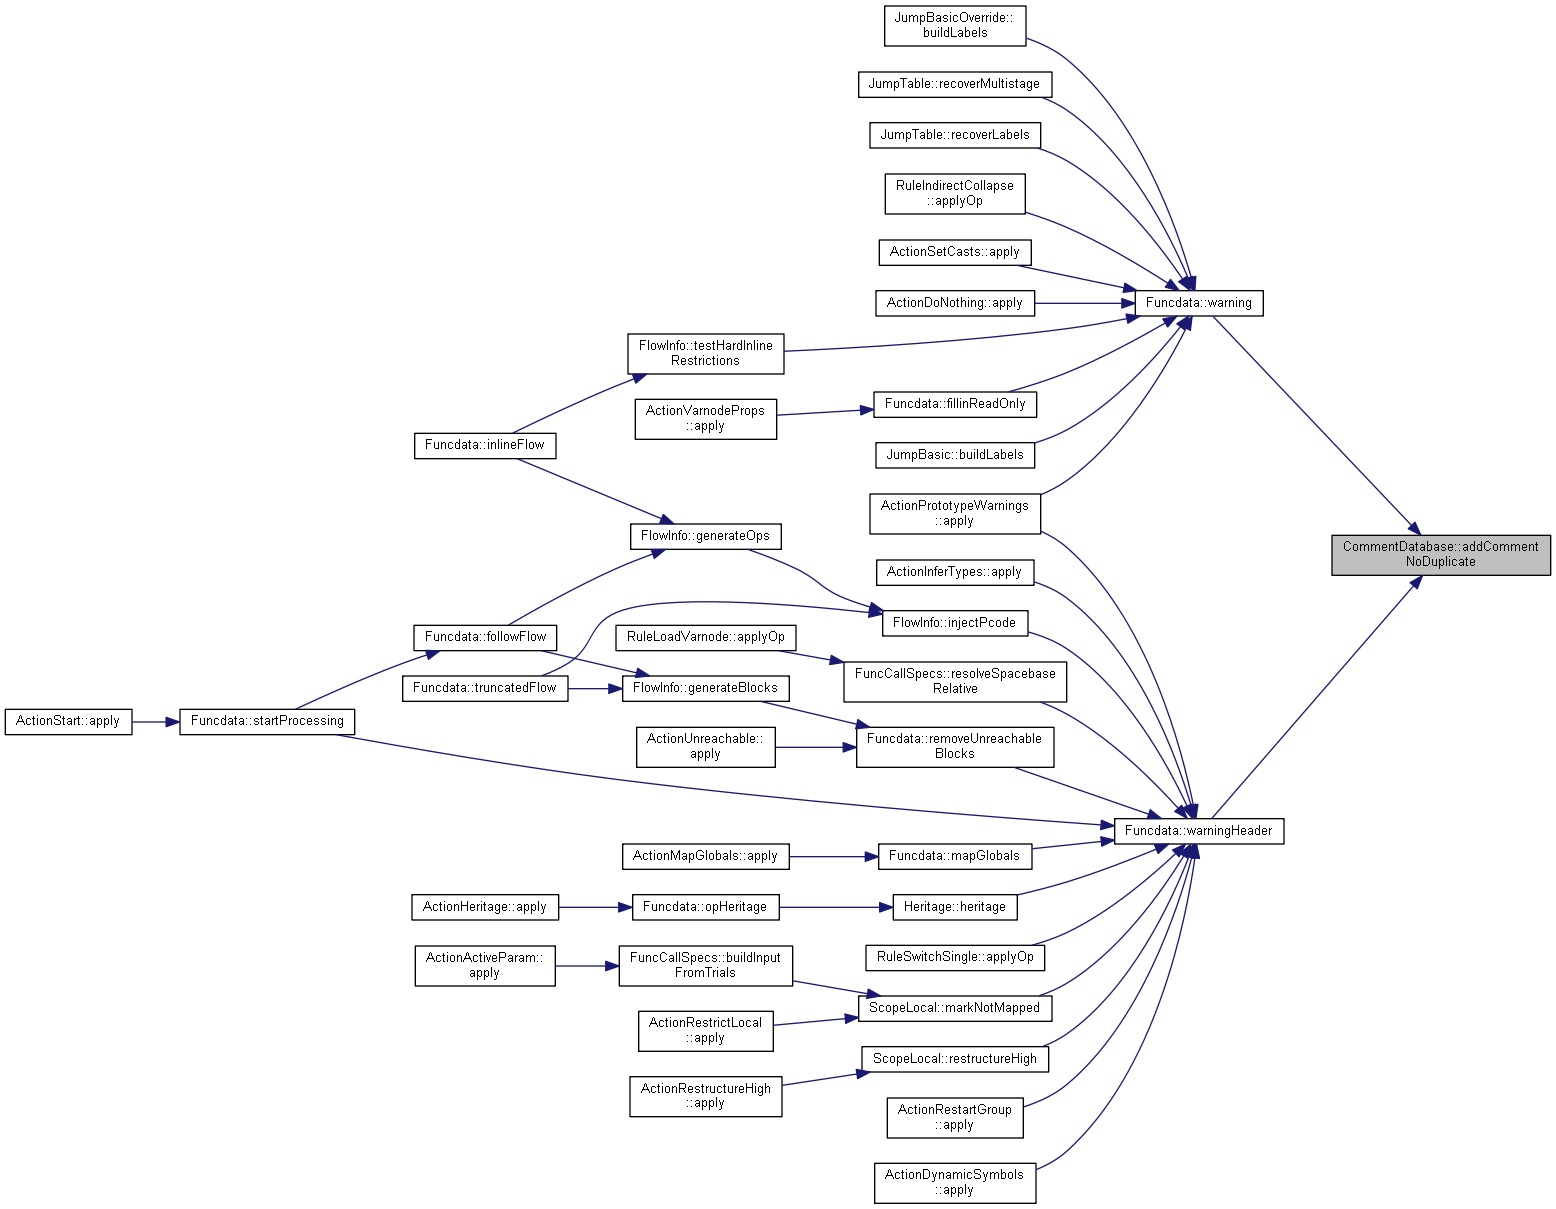 JumpBasicOverride::
buildLabels
JumpTable::recoverMultistage
JumpTable::recoverLabels
RuleIndirectCollapse
::applyOp
ActionSetCasts::apply
ActionDoNothing::apply
Funcdata::warning
FlowInfo::testHardInline
Restrictions
Funcdata::fillinReadOnly
ActionVarnodeProps
::apply
Funcdata::inlineFlow
JumpBasic::buildLabels
ActionPrototypeWarnings
::apply
FlowInfo::generateOps
CommentDatabase::addComment
NoDuplicate
ActionInferTypes::apply
FlowInfo::injectPcode
Funcdata::followFlow
RuleLoadVarnode::applyOp
FuncCallSpecs::resolveSpacebase
Relative
Funcdata::truncatedFlow
FlowInfo::generateBlocks
ActionStart::apply
Funcdata::startProcessing
ActionUnreachable::
apply
Funcdata::removeUnreachable
Blocks
Funcdata::warningHeader
ActionMapGlobals::apply
Funcdata::mapGlobals
ActionHeritage::apply
Funcdata::opHeritage
Heritage::heritage
RuleSwitchSingle::applyOp
ActionActiveParam::
apply
FuncCallSpecs::buildInput
FromTrials
ScopeLocal::markNotMapped
ActionRestrictLocal
::apply
ScopeLocal::restructureHigh
ActionRestructureHigh
::apply
ActionRestartGroup
::apply
ActionDynamicSymbols
::apply